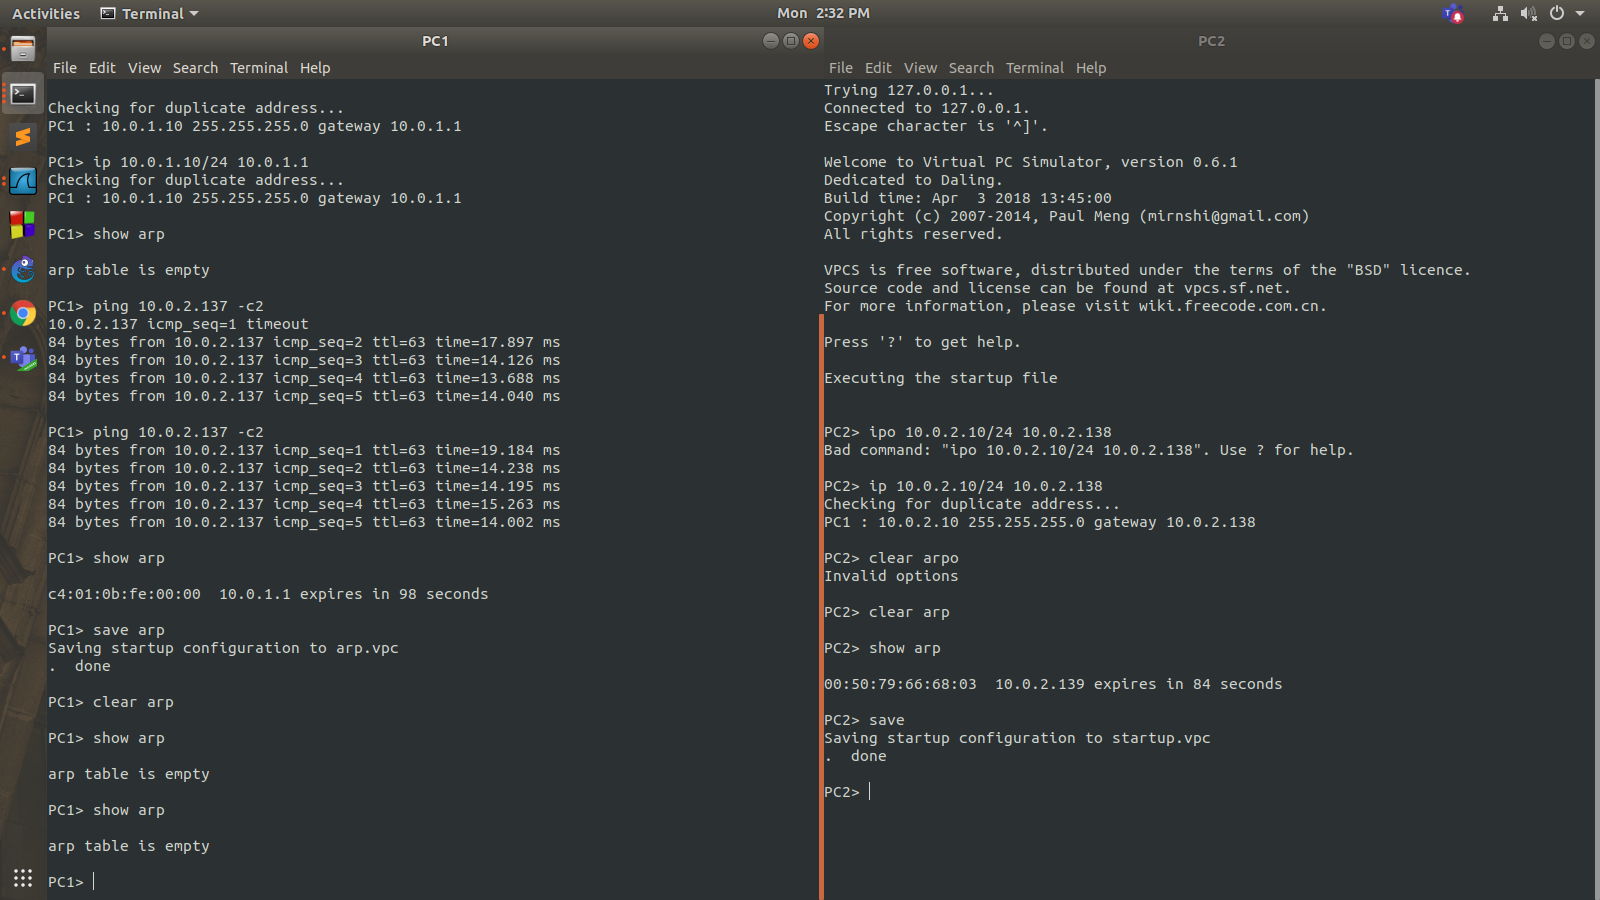 Activities Terminal Mon 2:32 PM
PC1
File Edit View Search Terminal Help
Checking for duplicate address...
PC1 : 10.0.1.10 255.255.255.0 gateway 10.0.1.1
PC1> ip 10.0.1.10/24 10.0.1.1
Checking for duplicate address...
PC1 : 10.0.1.10 255.255.255.0 gateway 10.0.1.1
PC1> show arp
arp table is empty
PC1> ping 10.0.2.137 -c2
10.0.2.137 icmp_seq=1 timeout
84 bytes from 10.0.2.137 icmp_seq=2 ttl=63 time=17.897 ms
84 bytes from 10.0.2.137 icmp_seq=3 ttl=63 time=14.126 ms
84 bytes from 10.0.2.137 icmp_seq=4 ttl=63 time=13.688 ms
84 bytes from 10.0.2.137 icmp_seq=5 ttl=63 time=14.040 ms
PC1> ping 10.0.2.137 -c2
84 bytes from 10.0.2.137 icmp_seq=1 ttl=63 time=19.184 ms
84 bytes from 10.0.2.137 icmp_seq=2 ttl=63 time=14.238 ms
84 bytes from 10.0.2.137 icmp_seq=3 ttl=63 time=14.195 ms
84 bytes from 10.0.2.137 icmp_seq=4 ttl=63 time=15.263 ms
84 bytes from 10.0.2.137 icmp_seq=5 ttl=63 time=14.002 ms
PC1> show arp
c4:01:0b:fe:00:00  10.0.1.1 expires in 98 seconds
PC1> save arp
Saving startup configuration to arp.vpc
.  done
PC1> clear arp
PC1> show arp
arp table is empty
PC1> show arp
arp table is empty
PC1>
PC2
File Edit View Search Terminal Help
Trying 127.0.0.1...
Connected to 127.0.0.1.
Escape character is '^]'.
Welcome to Virtual PC Simulator, version 0.6.1
Dedicated to Daling.
Build time: Apr  3 2018 13:45:00
Copyright (c) 2007-2014, Paul Meng (mirnshi@gmail.com)
All rights reserved.
VPCS is free software, distributed under the terms of the "BSD" licence.
Source code and license can be found at vpcs.sf.net.
For more information, please visit wiki.freecode.com.cn.
Press '?' to get help.
Executing the startup file
PC2> ipo 10.0.2.10/24 10.0.2.138
Bad command: "ipo 10.0.2.10/24 10.0.2.138". Use ? for help.
PC2> ip 10.0.2.10/24 10.0.2.138
Checking for duplicate address...
PC1 : 10.0.2.10 255.255.255.0 gateway 10.0.2.138
PC2> clear arpo
Invalid options
PC2> clear arp
PC2> show arp
00:50:79:66:68:03  10.0.2.139 expires in 84 seconds
PC2> save
Saving startup configuration to startup.vpc
.  done
PC2>